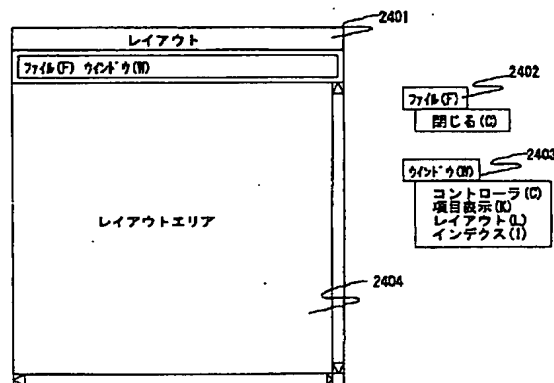 2401
レイアウト
ファイル(F) ウインドウ(W)
レイアウトエリア
2404
2402
ファイル(F)
閉じる(C)
2403
ウインドウ(W)
コントローラ(C)
項目表示(K)
レイアウト(L)
インデクス(I)